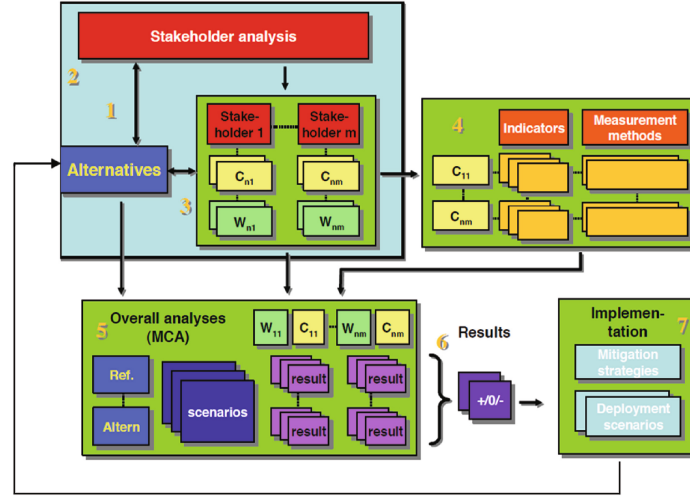 Stakeholder analysis
2
1
Stake-
holder 1
Stake-
holder m
4
Indicators
Measurement
methods
Alternatives
3
Cn1
Cnm
C11
Wn1
Wnm
Cnm
5
Overall analyses
(MCA)
W11
C11
Wnm
Cnm
6
Results
7
Implemen-
tation
Ref.
Altern
scenarios
result
result
result
result
+/0/-
Mitigation
strategies
Deployment
scenarios